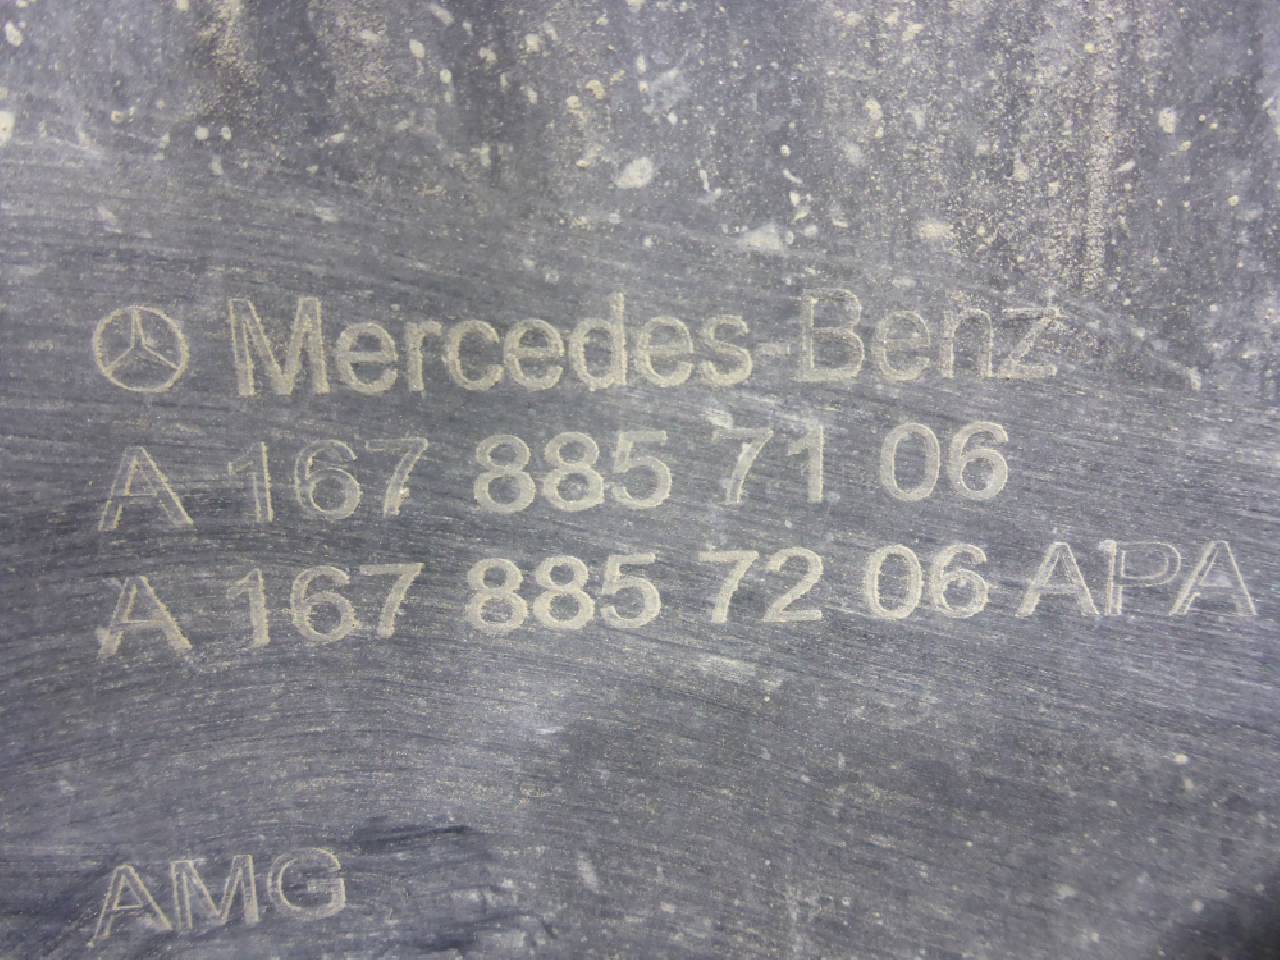 Mercedes-Benz
A 167 885 71 06
A 167 885 72 06 APA
AMG